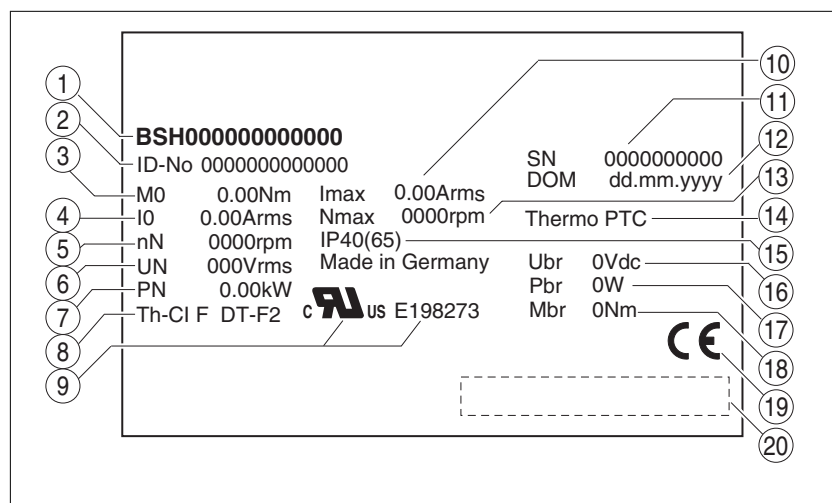 1
2
3
4
5
6
7
8
9
10
11
12
13
14
15
16
17
18
19
20
BSH000000000000
ID-No 0000000000000
SN 0000000000
DOM dd.mm.yyyy
M0 0.00Nm Imax 0.00Arms
I0 0.00Arms Nmax 0000rpm Thermo PTC
nN 0000rpm IP40(65)
UN 000Vrms Made in Germany Ubr 0Vdc
PN 0.00kW Pbr 0W
Th-Cl F DT-F2 c RU US E198273 Mbr 0Nm
CE